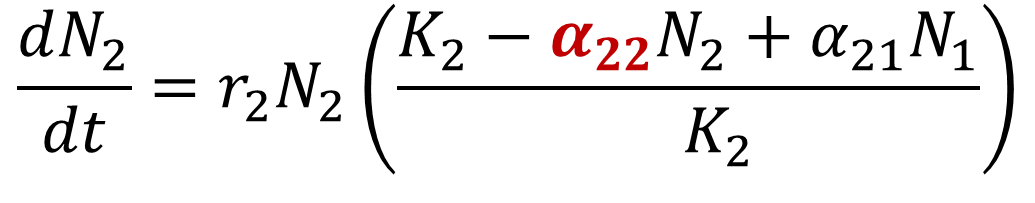 dN₂/dt = r₂N₂ ( (K₂ − α₂₂N₂ + α₂₁N₁) / K₂ )